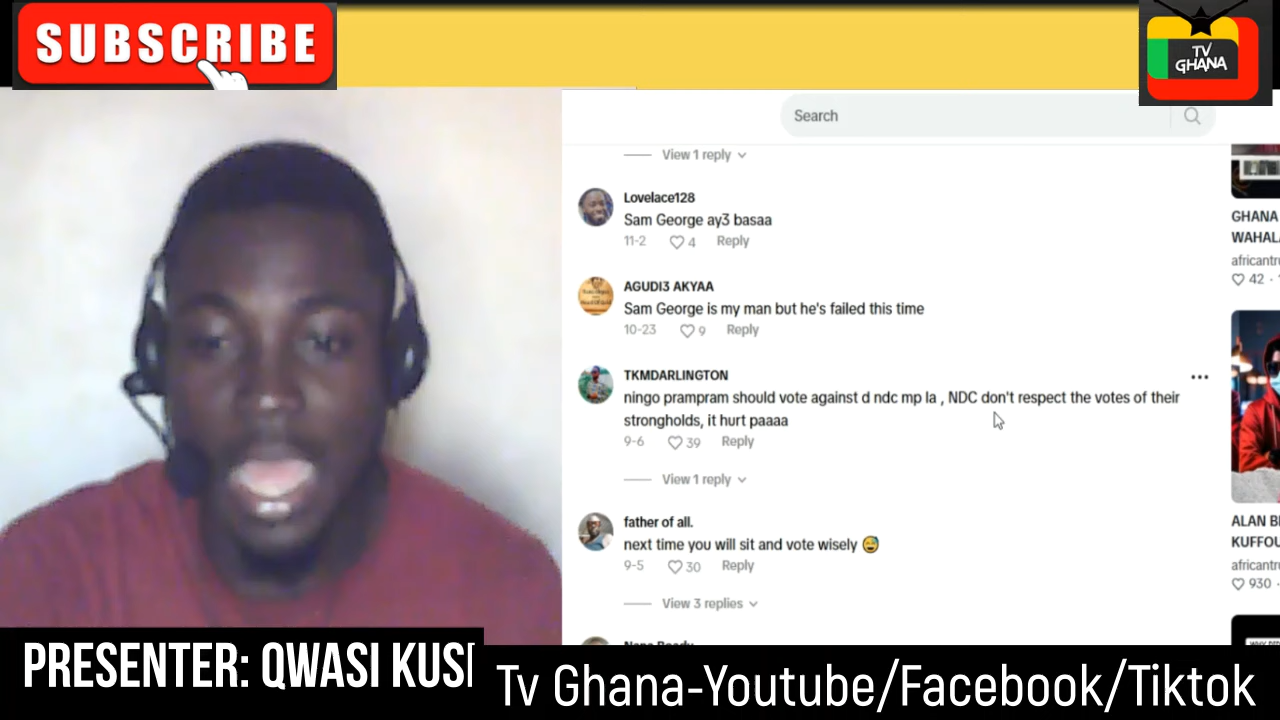 SUBSCRIBE
TV
GHANA
Search
View 1 reply
Lovelace128
Sam George ay3 basaa
11-2
4
Reply
AGUDI3 AKYAA
Sam George is my man but he's failed this time
10-23
9
Reply
TKMDARLINGTON
ningo prampram should vote against d ndc mp la , NDC don't respect the votes of their
strongholds, it hurt paaaa
9-6
39
Reply
View 1 reply
father of all.
next time you will sit and vote wisely 😅
9-5
30
Reply
View 3 replies
GHANA
WAHAL
africantr
42
ALAN B
KUFFOU
africantr
930
PRESENTER: QWASI KUS
Tv Ghana-Youtube/Facebook/Tiktok